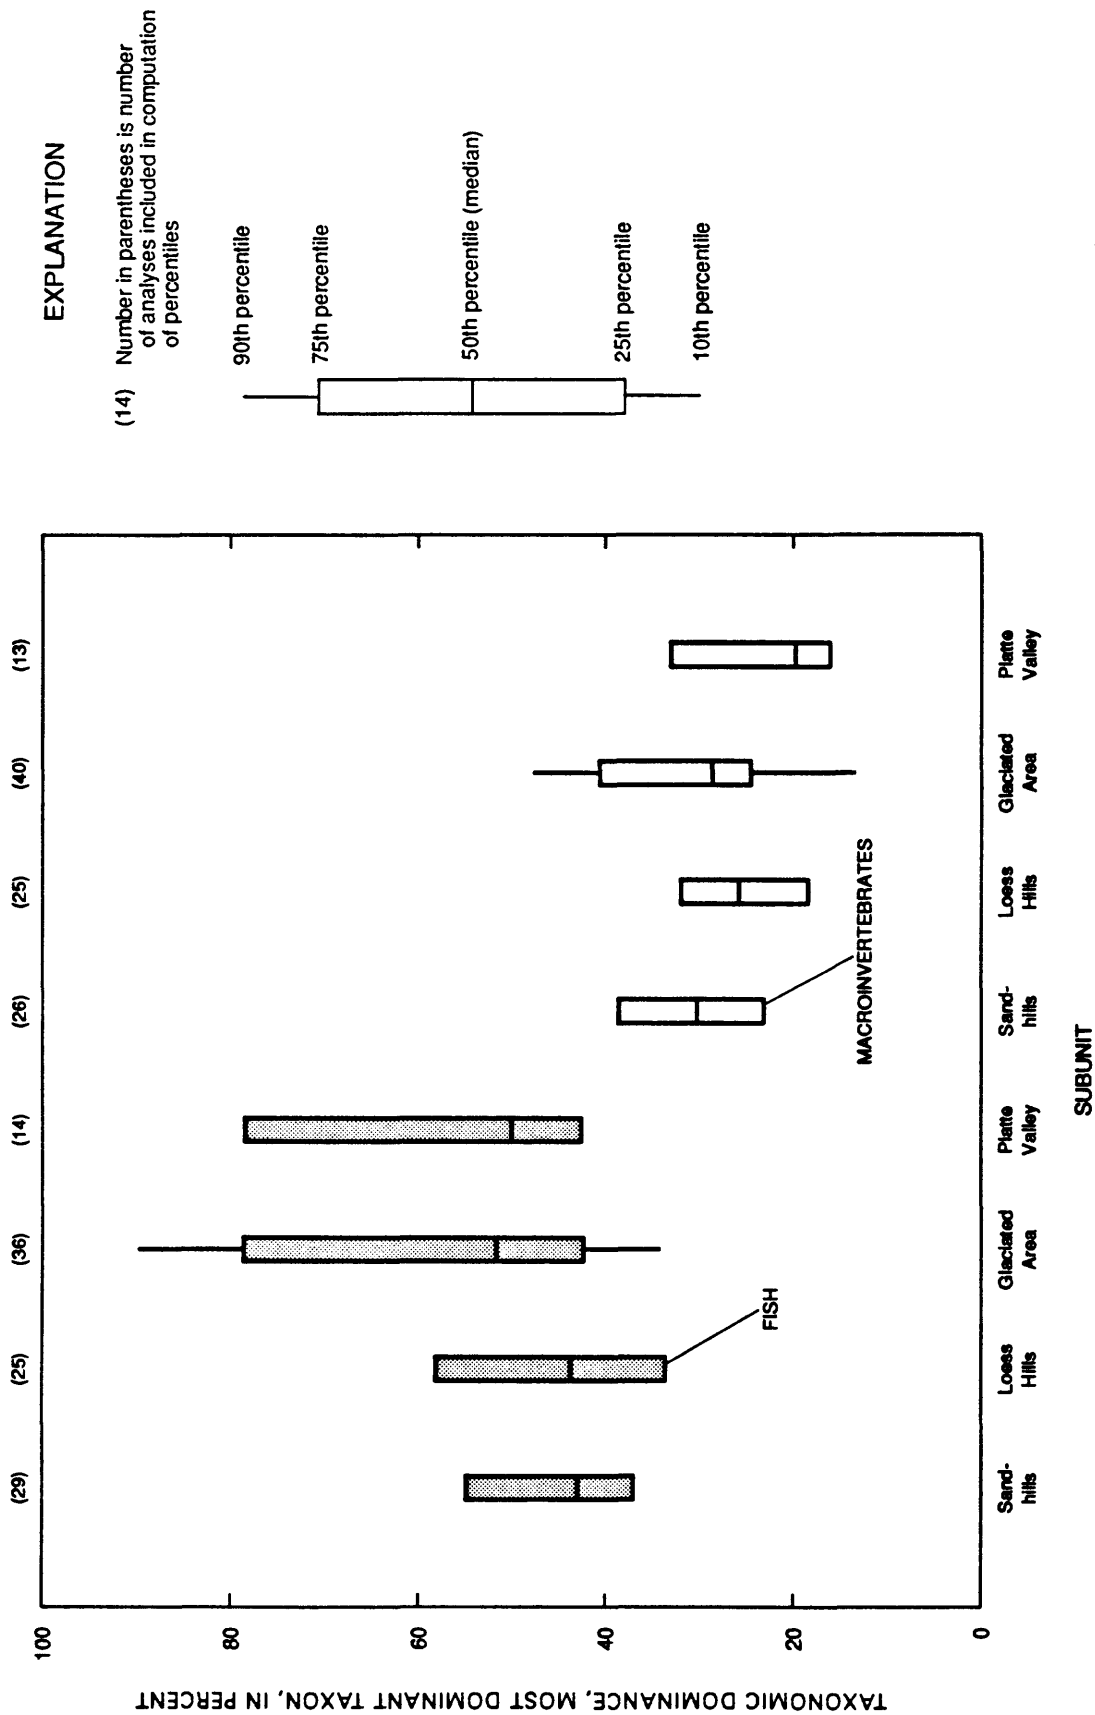 EXPLANATION
(14) Number in parentheses is number
of analyses included in computation
of percentiles
90th percentile
75th percentile
50th percentile (median)
25th percentile
10th percentile
(29) (25) (36) (14) (26) (25) (40) (13)
100
80
60
40
20
0
TAXONOMIC DOMINANCE, MOST DOMINANT TAXON, IN PERCENT
FISH
MACROINVERTEBRATES
Sand- Loess Glaciated Platte Sand- Loess Glaciated Platte
hills Hills Area Valley hills Hills Area Valley
SUBUNIT